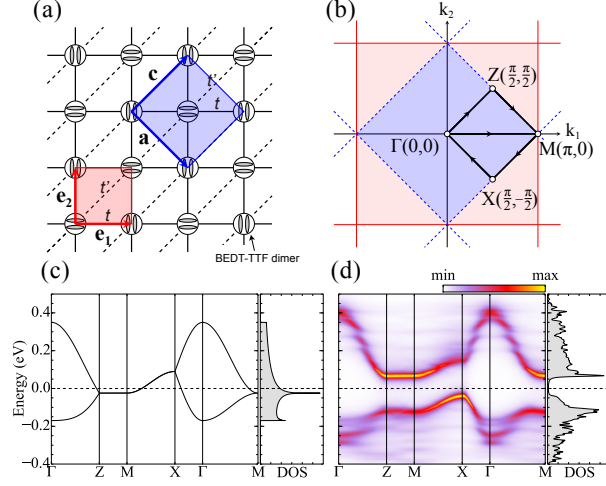 (a)
c
t'
t
a
e2
t'
t
e1
BEDT-TTF dimer
(b)
k2
Z(π/2,π/2)
k1
Γ(0,0)
M(π,0)
X(π/2,-π/2)
(c)
Energy (eV)
0.4
0.2
0.0
−0.2
−0.4
Γ Z M X Γ M DOS
(d)
min max
Γ Z M X Γ M DOS